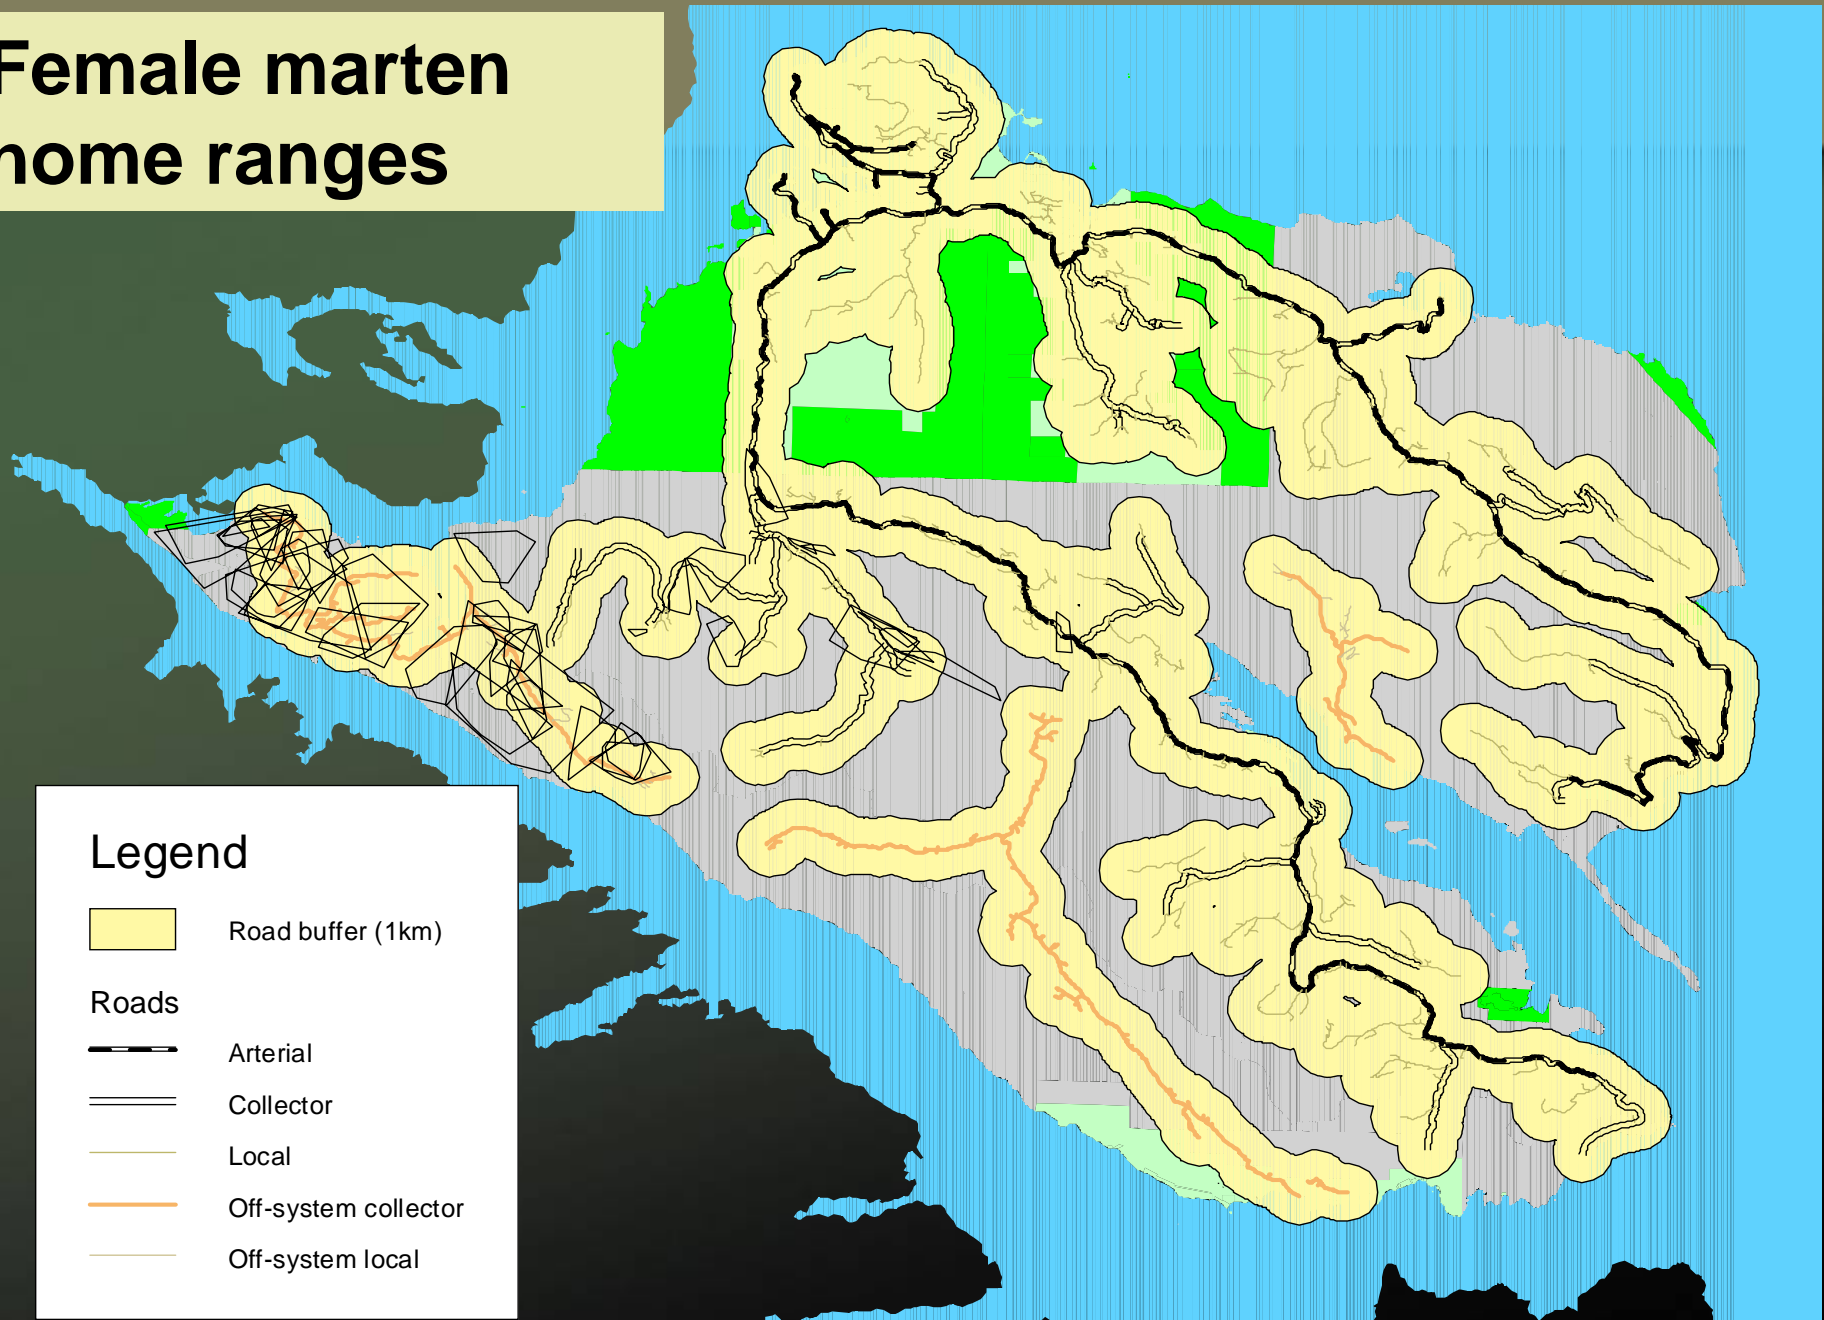 Female marten
home ranges
Legend
Road buffer (1km)
Roads
Arterial
Collector
Local
Off-system collector
Off-system local